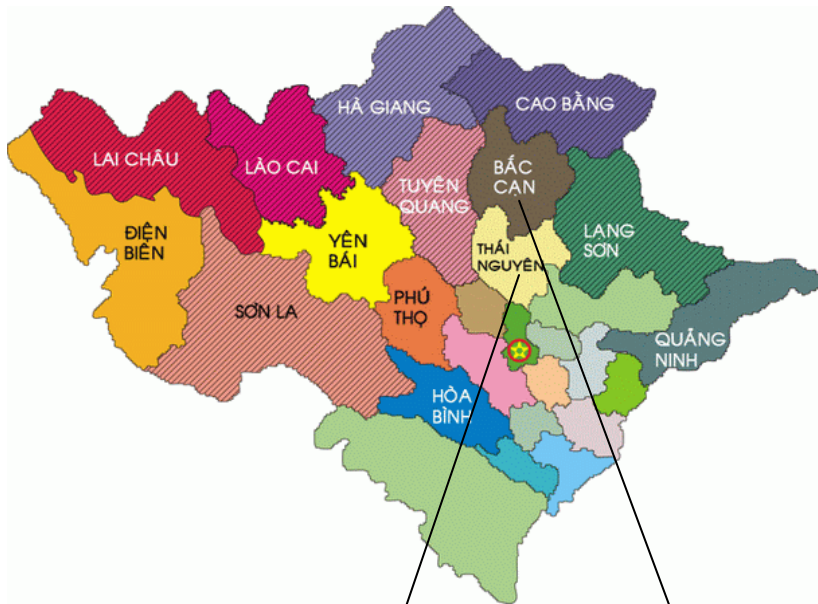 HÀ GIANG
CAO BẰNG
LAI CHÂU
LÀO CAI
TUYÊN
QUANG
BẮC
CẠN
LẠNG
SƠN
ĐIỆN
BIÊN
YÊN
BÁI
THÁI
NGUYÊN
SƠN LA
PHÚ
THỌ
QUẢNG
NINH
HÒA
BÌNH